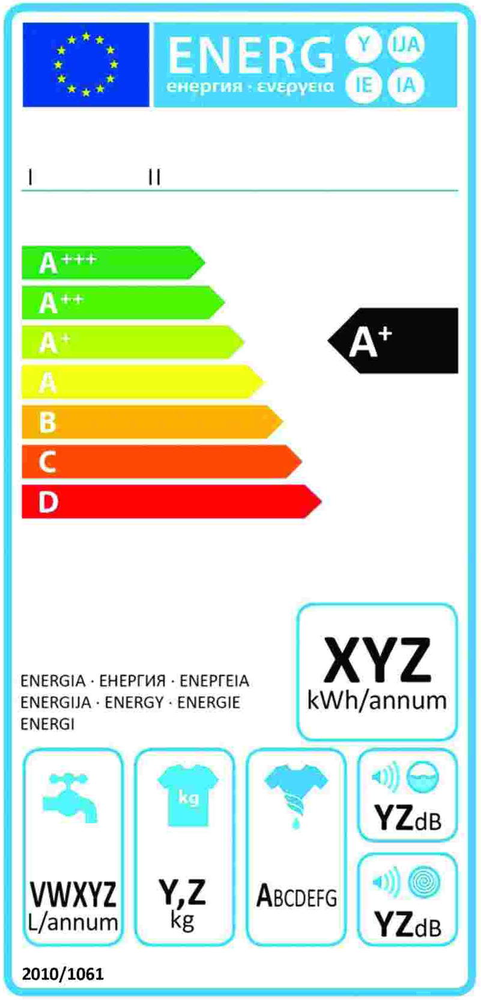 ENERG Y IJA
енергия · ενεργεια IE IA
I II
A+++
A++
A+
A+
A
B
C
D
XYZ
kWh/annum
ENERGIA · ЕНЕРГИЯ · ΕΝΕΡΓΕΙΑ
ENERGIJA · ENERGY · ENERGIE
ENERGI
kg
YZdB
VWXYZ
L/annum
Y,Z
kg
ABCDEFG
YZdB
2010/1061